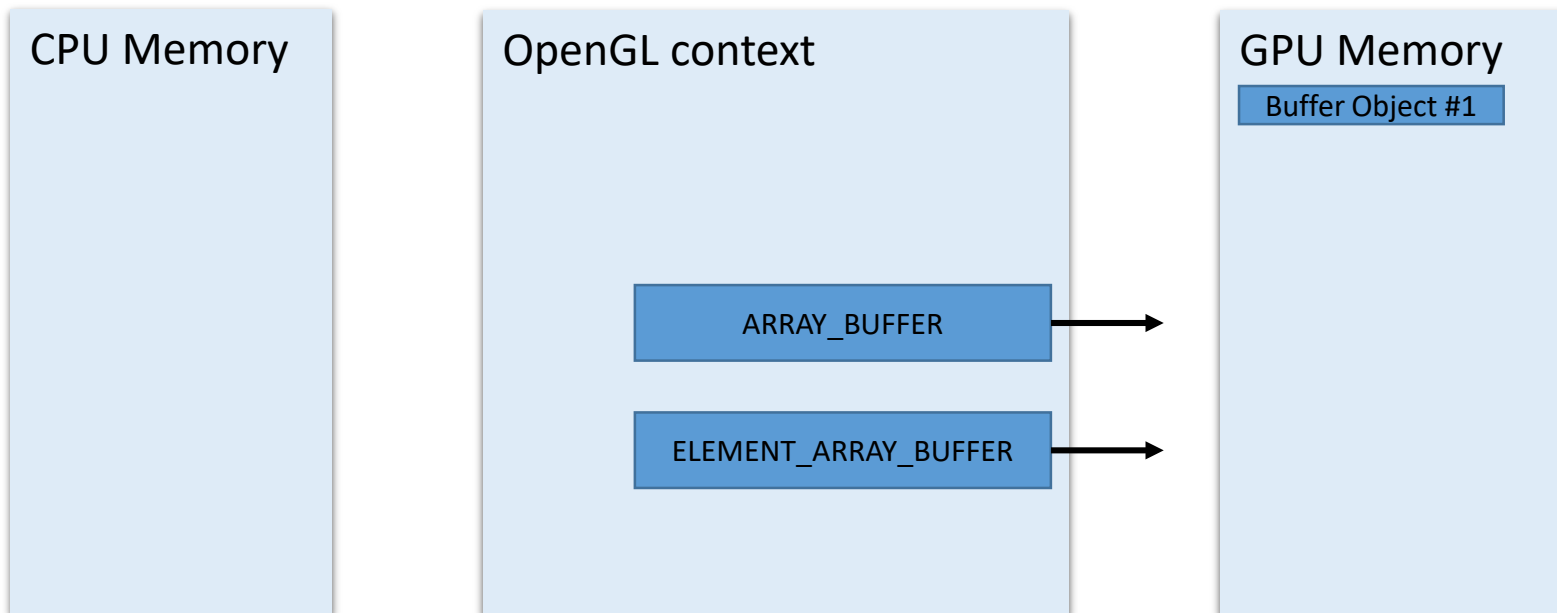 CPU Memory
OpenGL context
GPU Memory
Buffer Object #1
ARRAY_BUFFER
ELEMENT_ARRAY_BUFFER